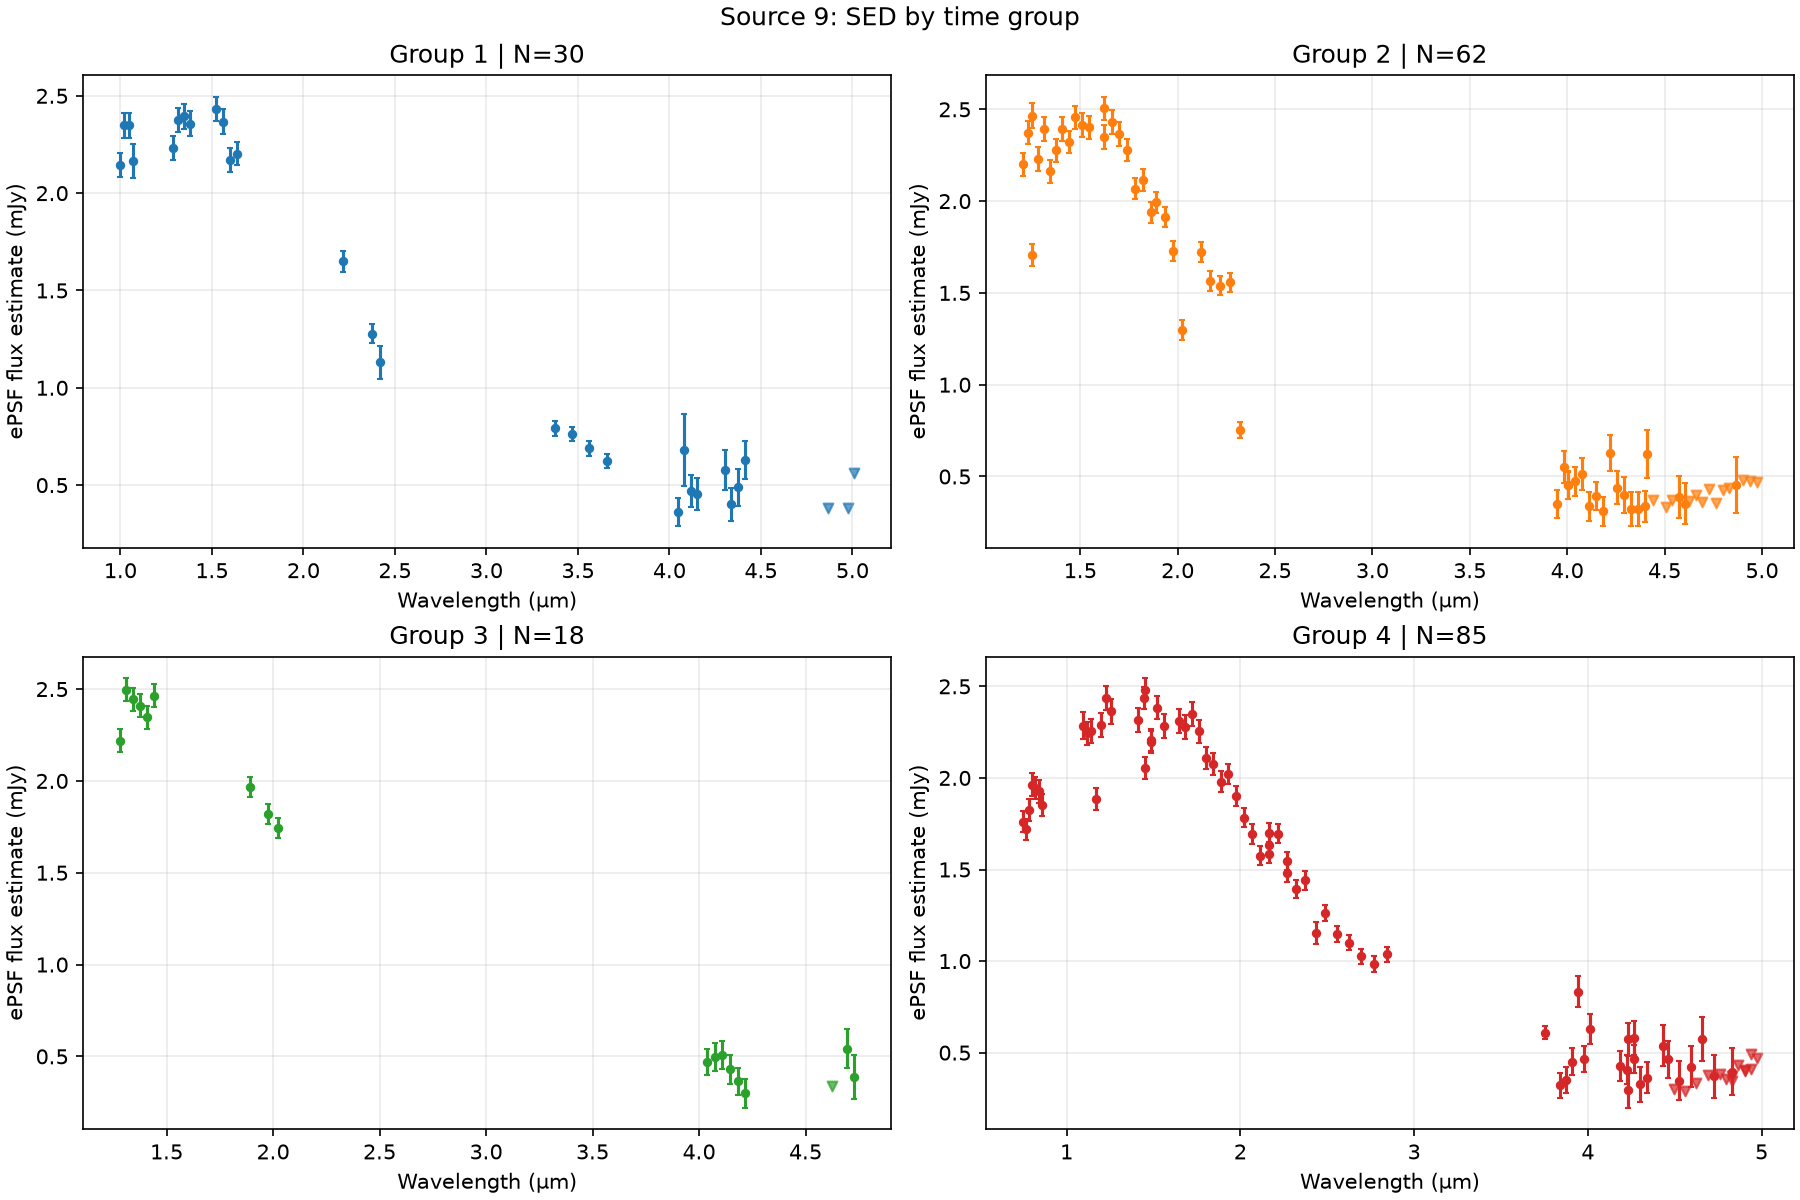 Source 9: SED by time group
Group 1 | N=30
ePSF flux estimate (mJy)
2.5
2.0
1.5
1.0
0.5
1.0 1.5 2.0 2.5 3.0 3.5 4.0 4.5 5.0
Wavelength (µm)
Group 2 | N=62
ePSF flux estimate (mJy)
2.5
2.0
1.5
1.0
0.5
1.5 2.0 2.5 3.0 3.5 4.0 4.5 5.0
Wavelength (µm)
Group 3 | N=18
ePSF flux estimate (mJy)
2.5
2.0
1.5
1.0
0.5
1.5 2.0 2.5 3.0 3.5 4.0 4.5
Wavelength (µm)
Group 4 | N=85
ePSF flux estimate (mJy)
2.5
2.0
1.5
1.0
0.5
1 2 3 4 5
Wavelength (µm)